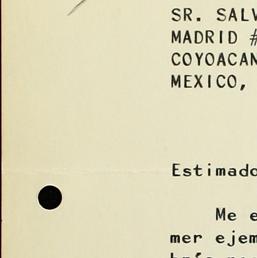 SR. SALV
MADRID #
COYOACAN
MEXICO,
Estimado
Me e
mer ejem